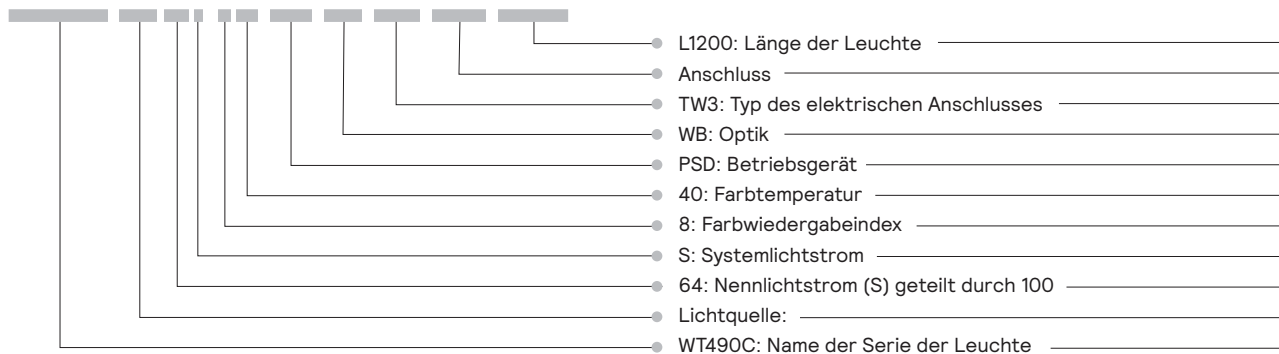 L1200: Länge der Leuchte
Anschluss
TW3: Typ des elektrischen Anschlusses
WB: Optik
PSD: Betriebsgerät
40: Farbtemperatur
8: Farbwiedergabeindex
S: Systemlichtstrom
64: Nennlichtstrom (S) geteilt durch 100
Lichtquelle:
WT490C: Name der Serie der Leuchte